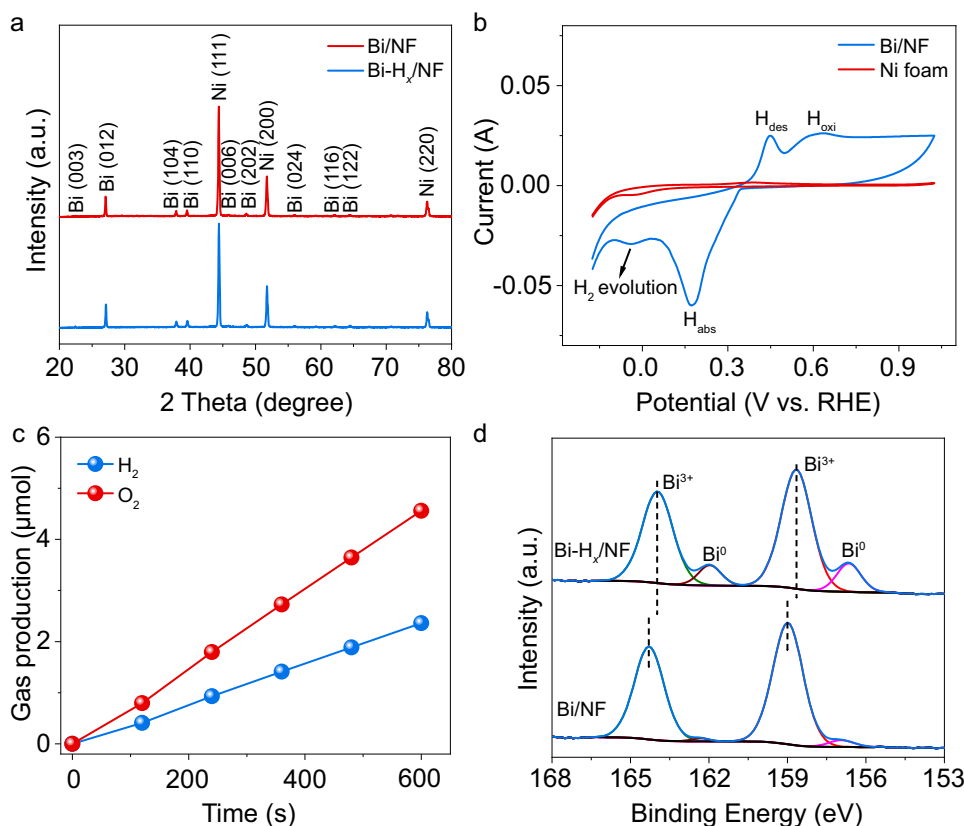 a
Bi/NF
Bi-Hₓ/NF
Bi (003)
Bi (012)
Bi (104)
Bi (110)
Ni (111)
Bi (006)
Bi (202)
Ni (200)
Bi (024)
Bi (116)
Bi (122)
Ni (220)
Intensity (a.u.)
20 30 40 50 60 70 80
2 Theta (degree)
b
Bi/NF
Ni foam
0.05
0.00
-0.05
H_des
H_oxi
H₂ evolution
H_abs
Current (A)
0.0 0.3 0.6 0.9
Potential (V vs. RHE)
c
H₂
O₂
6
4
2
0
Gas production (μmol)
0 200 400 600
Time (s)
d
Bi³⁺
Bi³⁺
Bi-Hₓ/NF
Bi⁰
Bi⁰
Bi/NF
Intensity (a.u.)
168 165 162 159 156 153
Binding Energy (eV)